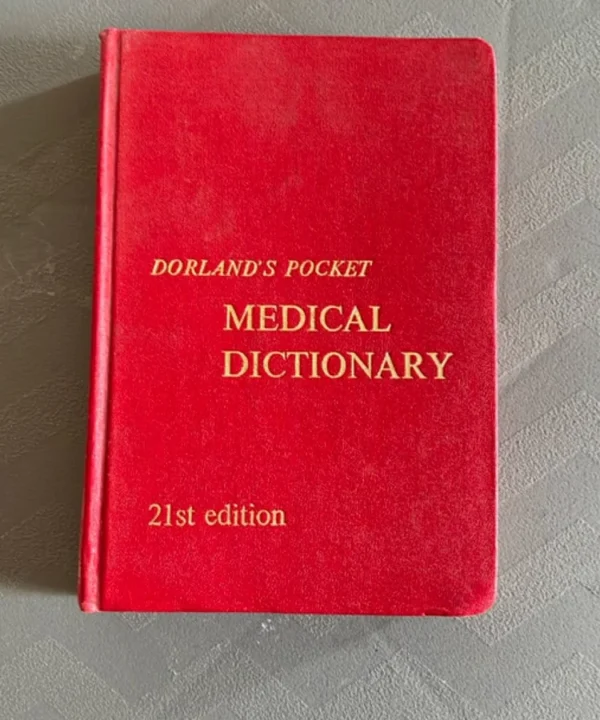 DORLAND'S POCKET
MEDICAL
DICTIONARY
21st edition